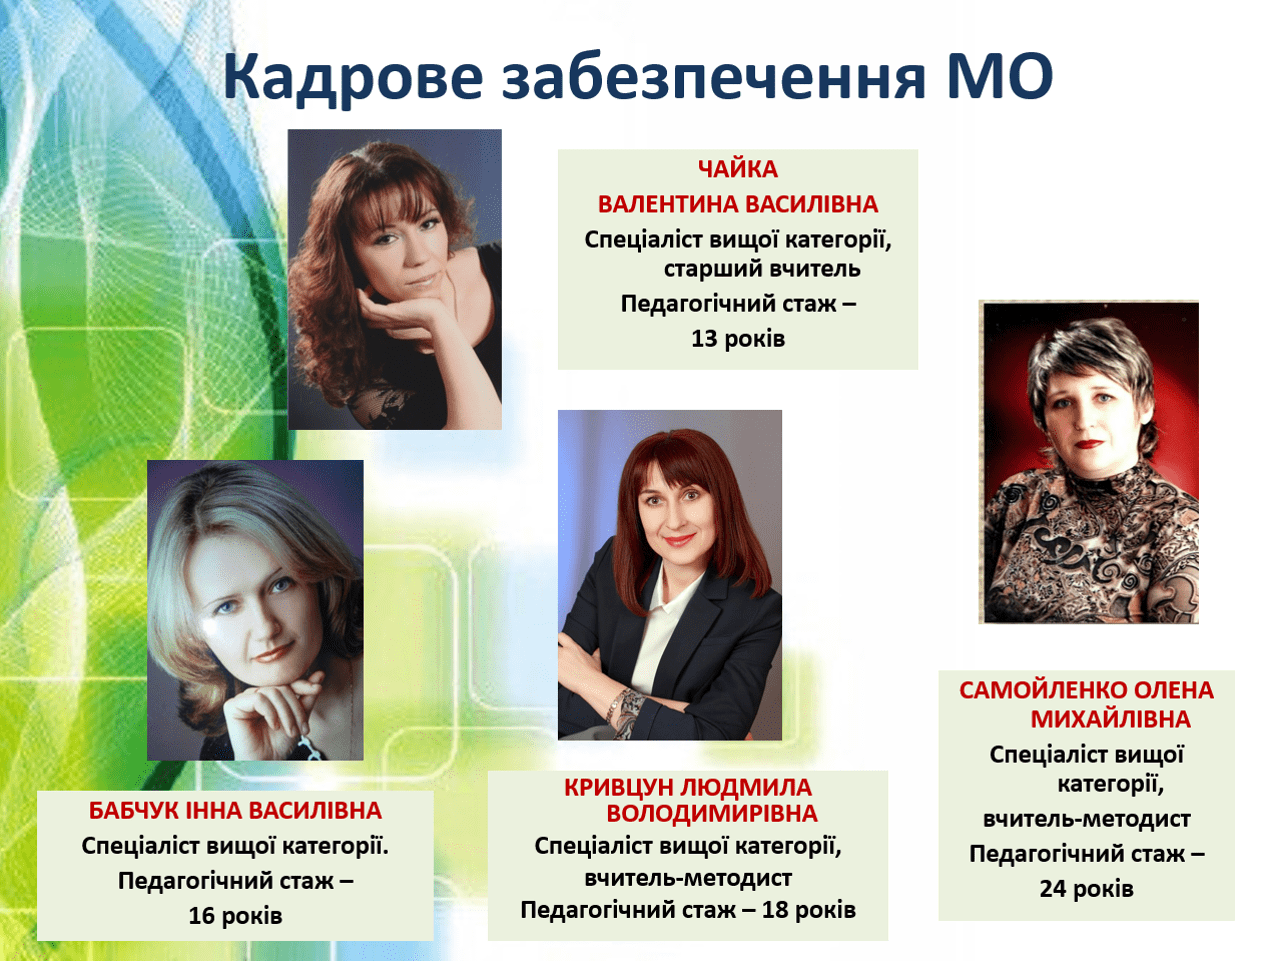 Кадрове забезпечення МО
ЧАЙКА
ВАЛЕНТИНА ВАСИЛІВНА
Спеціаліст вищої категорії,
старший вчитель
Педагогічний стаж –
13 років
БАБЧУК ІННА ВАСИЛІВНА
Спеціаліст вищої категорії.
Педагогічний стаж –
16 років
КРИВЦУН ЛЮДМИЛА
ВОЛОДИМИРІВНА
Спеціаліст вищої категорії,
вчитель-методист
Педагогічний стаж – 18 років
САМОЙЛЕНКО ОЛЕНА
МИХАЙЛІВНА
Спеціаліст вищої
категорії,
вчитель-методист
Педагогічний стаж –
24 років